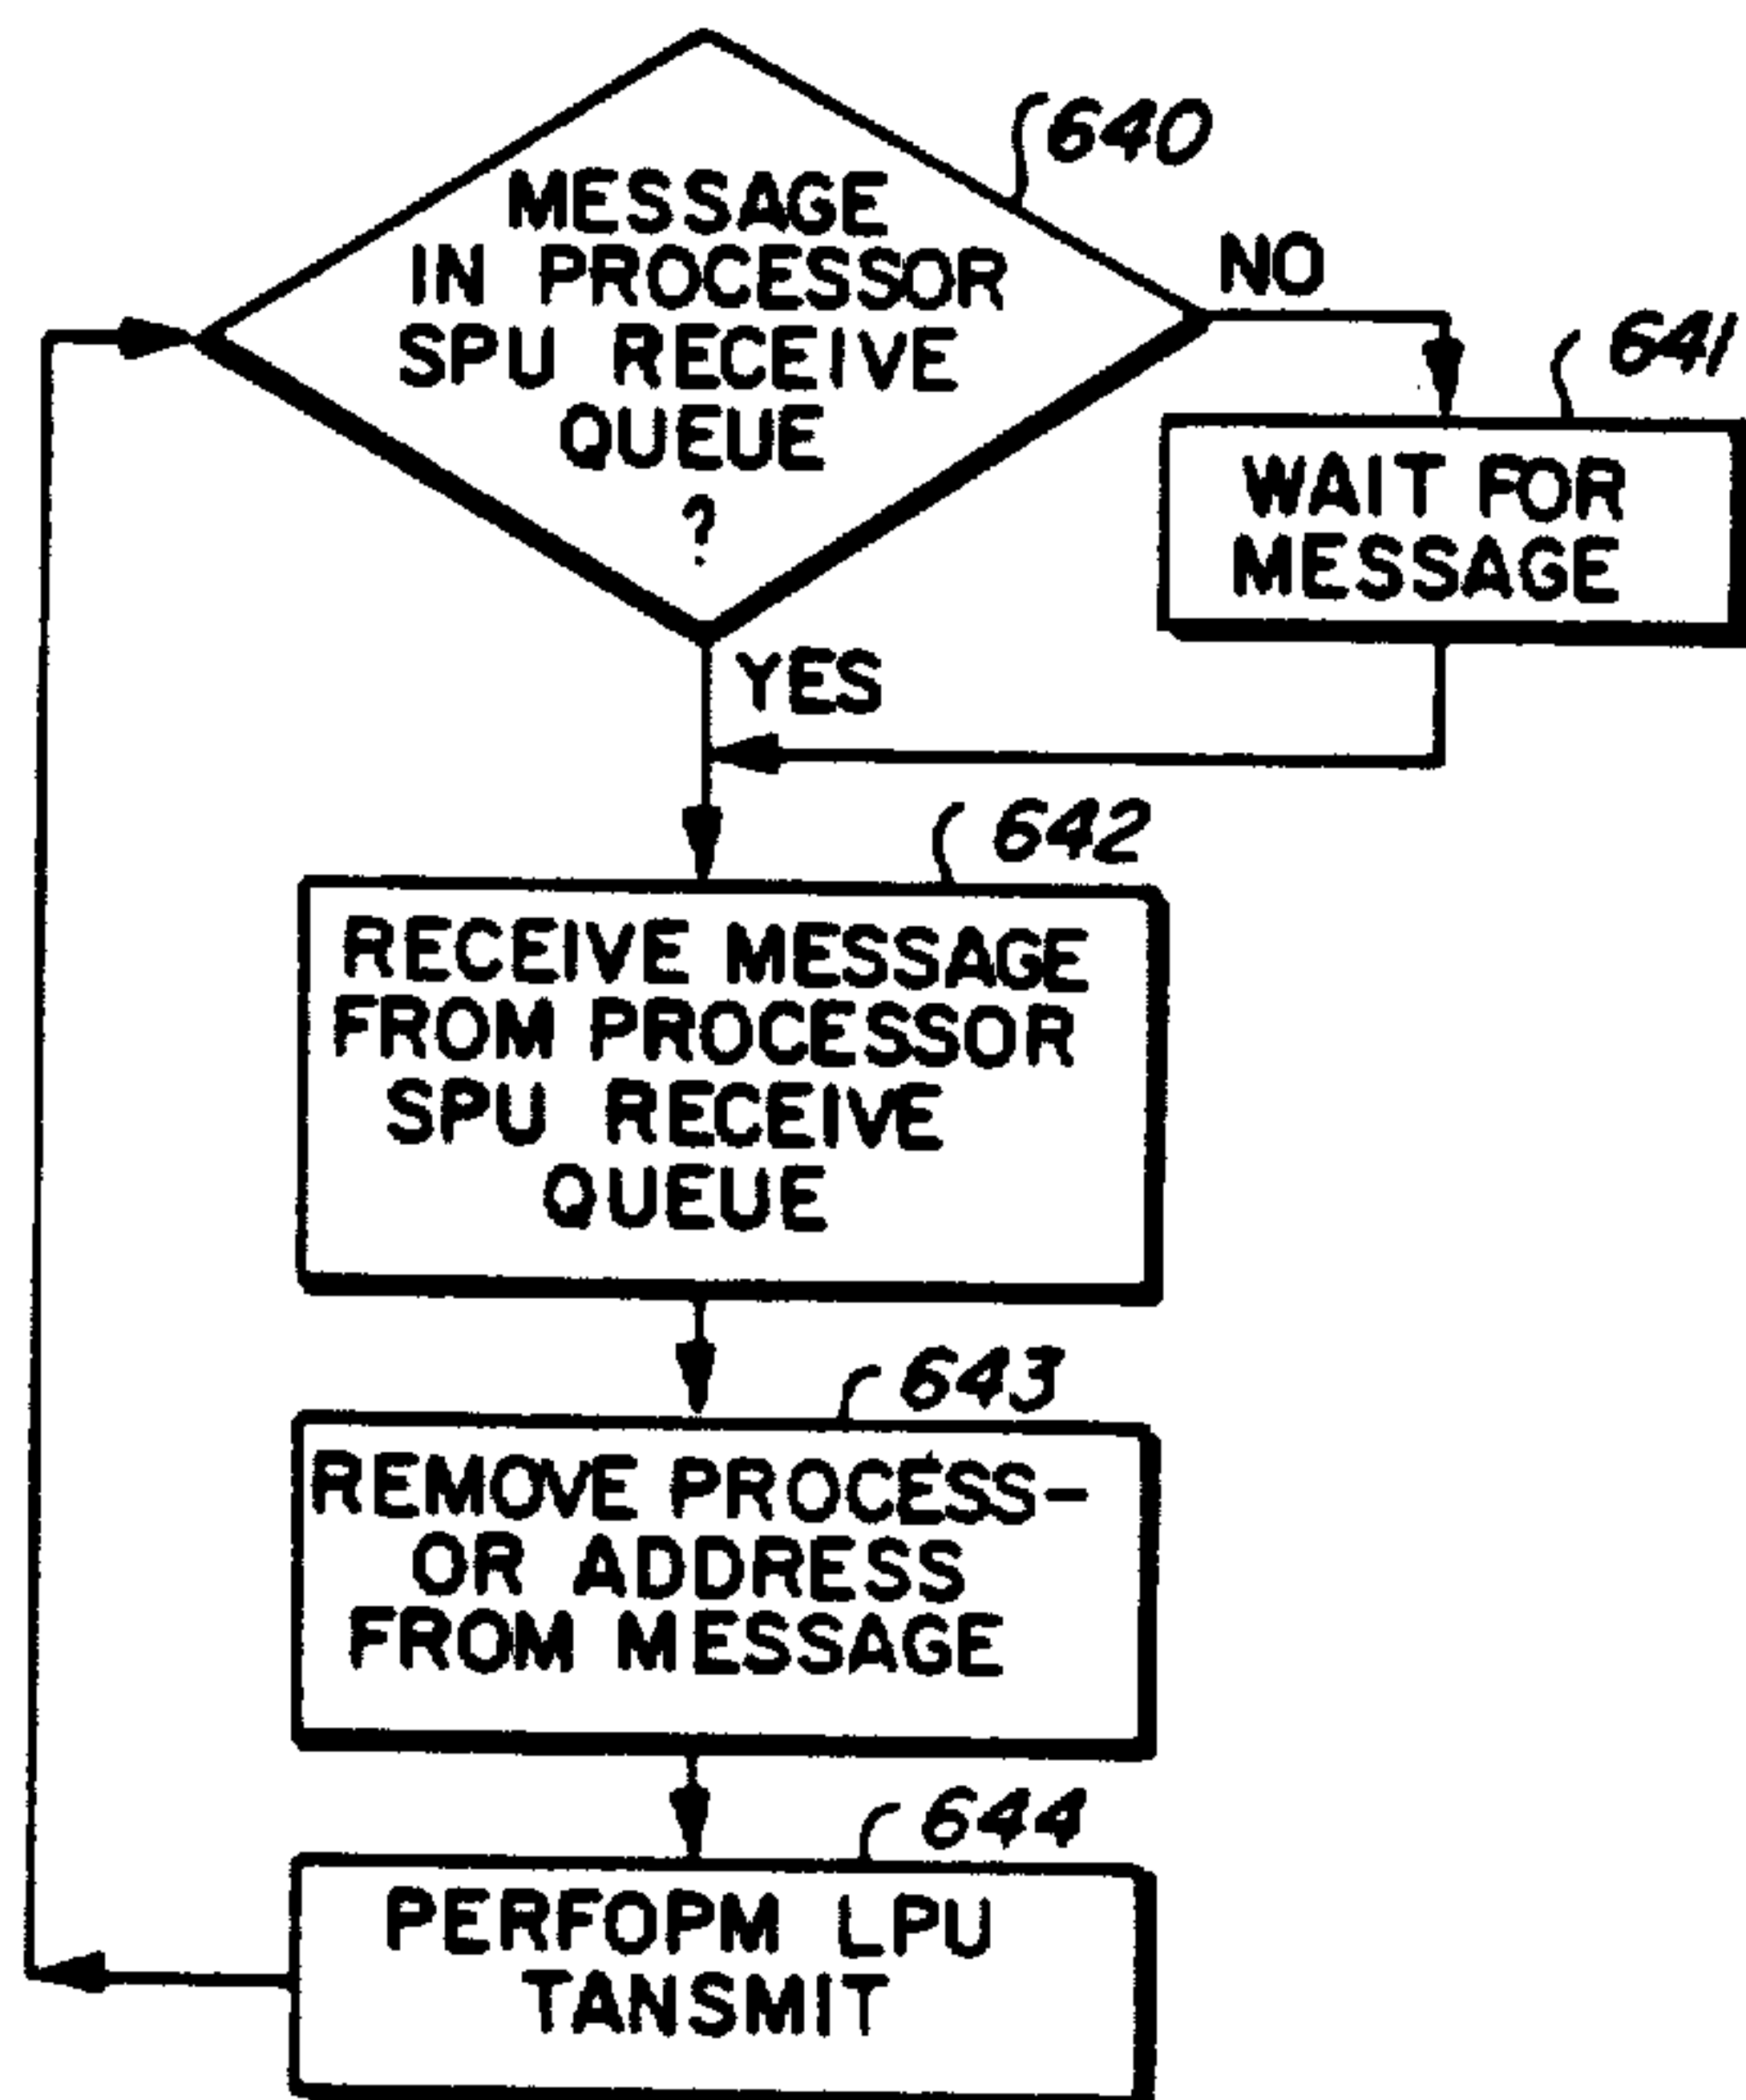 640
MESSAGE
IN PROCESSOR
SPU RECEIVE
QUEUE
?
NO
641
WAIT FOR
MESSAGE
YES
642
RECEIVE MESSAGE
FROM PROCESSOR
SPU RECEIVE
QUEUE
643
REMOVE PROCESS-
OR ADDRESS
FROM MESSAGE
644
PERFOPM LPU
TANSMIT